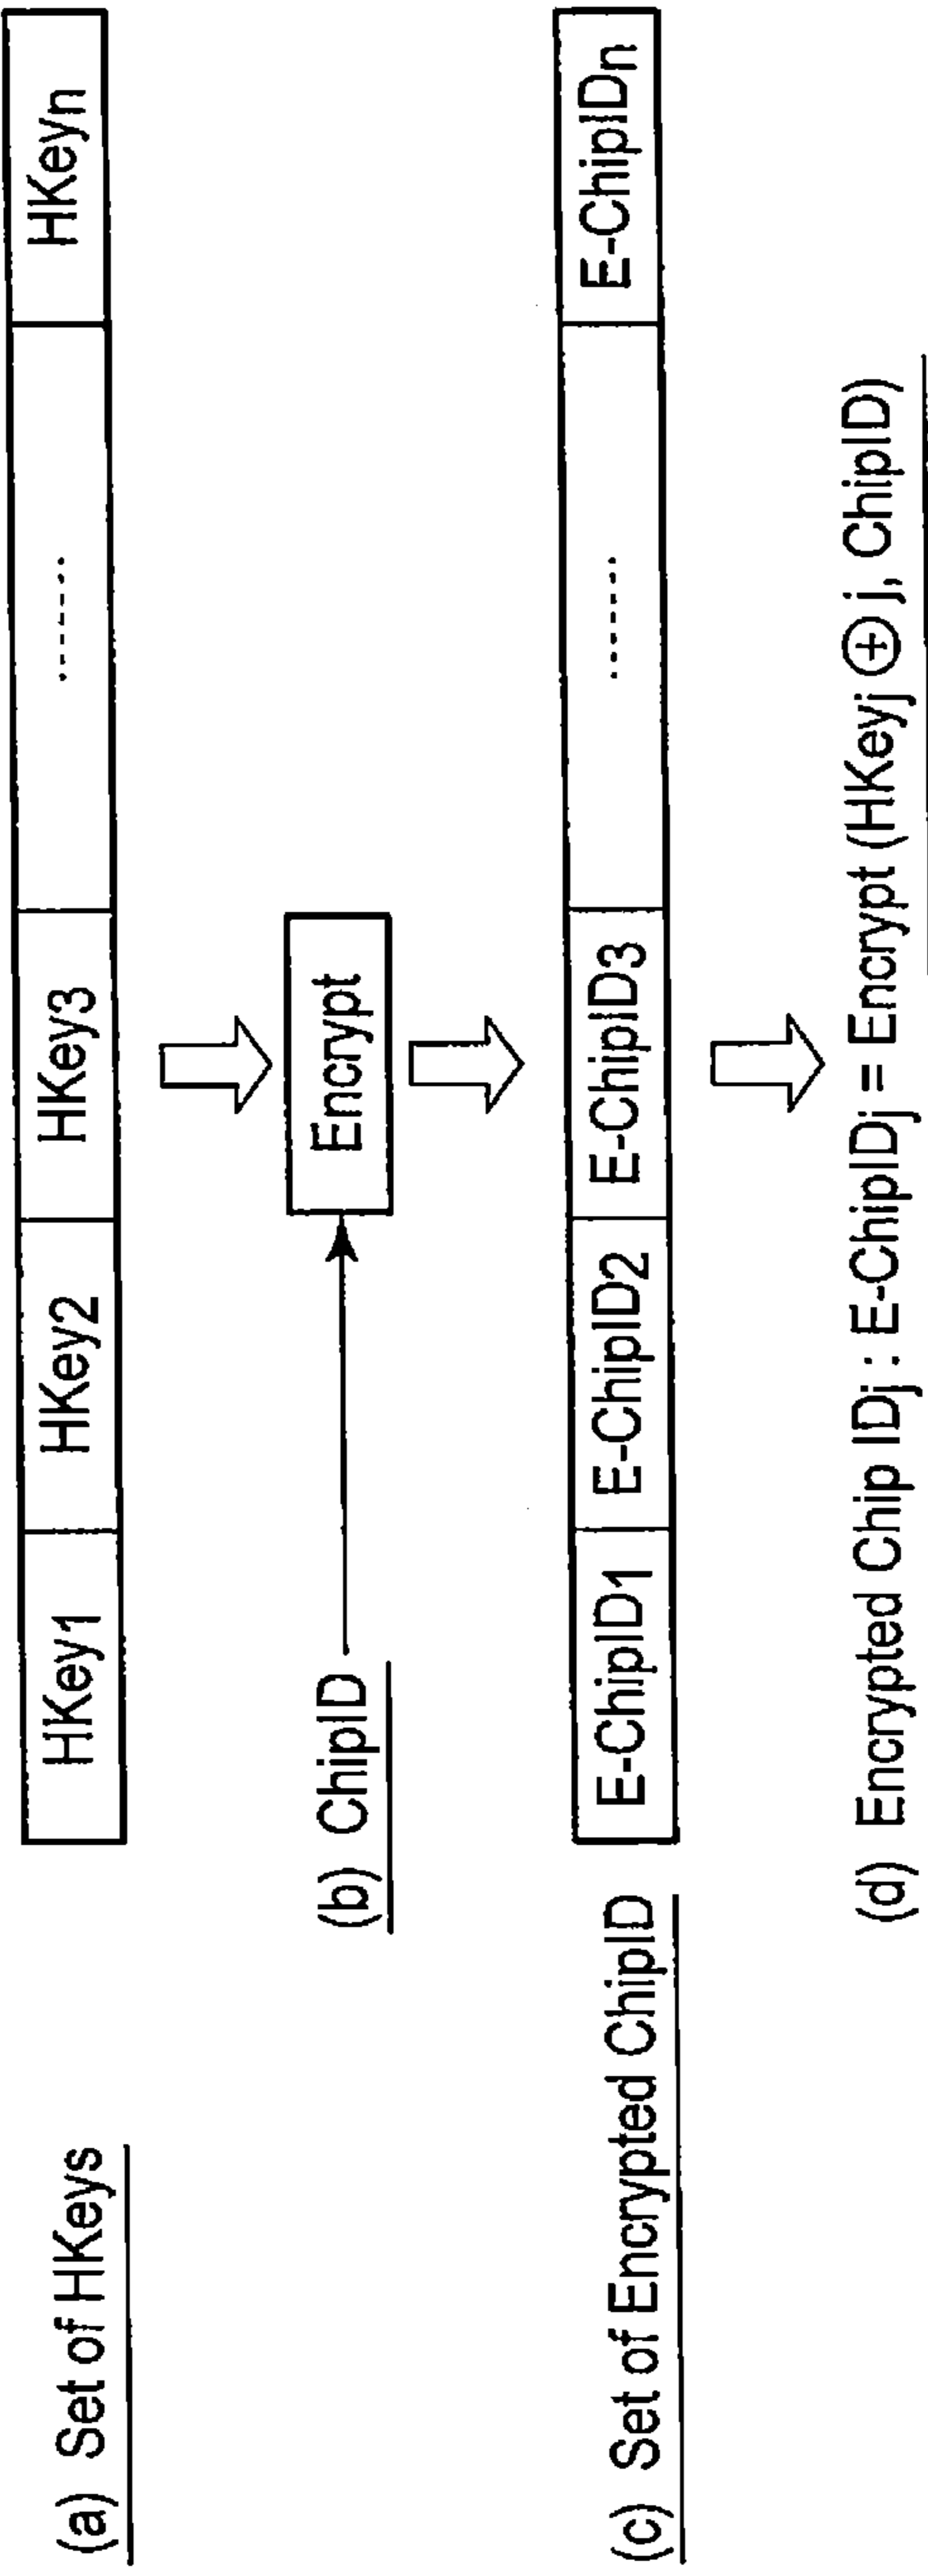 (a) Set of HKeys
HKey1 HKey2 HKey3 ------- HKeyn
(b) ChipID
Encrypt
(c) Set of Encrypted ChipID
E-ChipID1 E-ChipID2 E-ChipID3 ------- E-ChipIDn
(d) Encrypted Chip IDj : E-ChipIDj = Encrypt (HKeyj ⊕ j, ChipID)